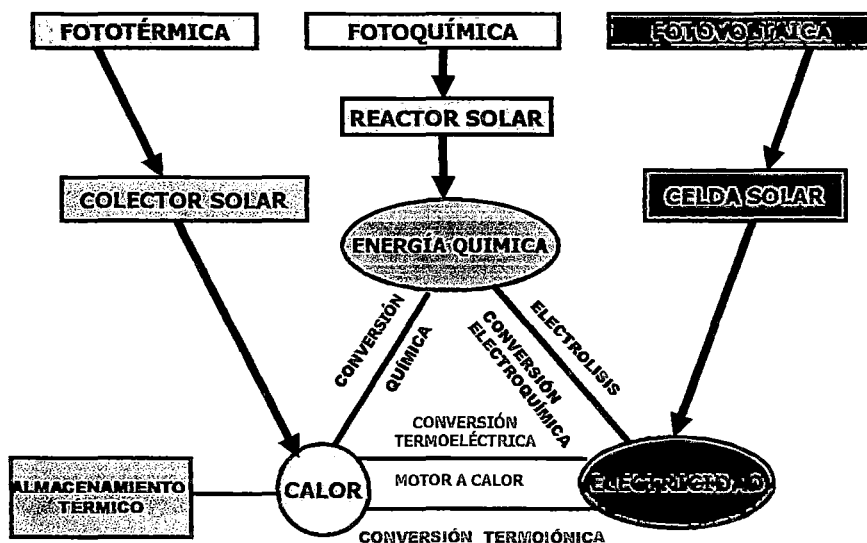 FOTOTÉRMICA
FOTOQUÍMICA
FOTOVOLTAICA
REACTOR SOLAR
COLECTOR SOLAR
CELDA SOLAR
ENERGÍA QUIMICA
CONVERSIÓN
QUÍMICA
ELECTROLISIS
CONVERSIÓN
ELECTROQUÍMICA
CONVERSIÓN
TERMOELÉCTRICA
ALMACENAMIENTO
TÉRMICO
CALOR
MOTOR A CALOR
ELECTRICIDAD
CONVERSIÓN TERMOIÓNICA